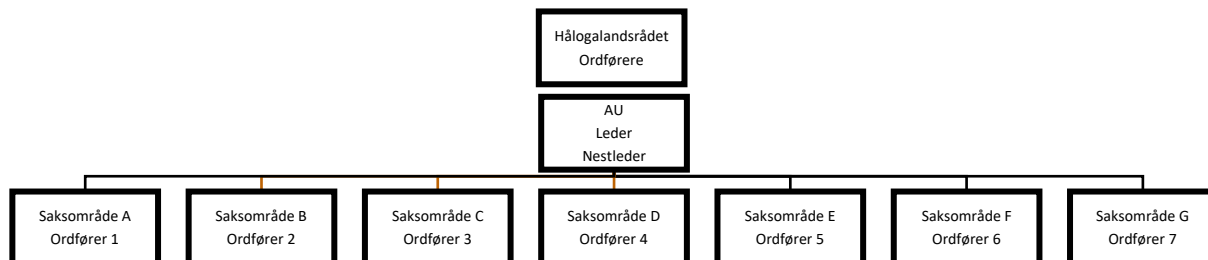 Hålogalandsrådet
Ordførere
AU
Leder
Nestleder
Saksområde A
Ordfører 1
Saksområde B
Ordfører 2
Saksområde C
Ordfører 3
Saksområde D
Ordfører 4
Saksområde E
Ordfører 5
Saksområde F
Ordfører 6
Saksområde G
Ordfører 7